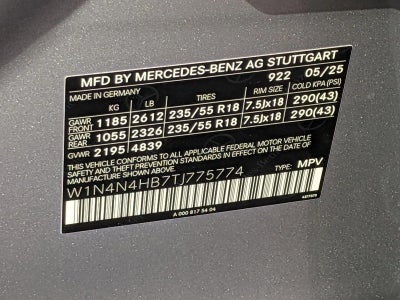 MFD BY MERCEDES-BENZ AG STUTTGART
MADE IN GERMANY 922 05/25
KG LB TIRES RIM SIZE COLD KPA(PSI)
GAWR FRONT 1185 2612 235/55 R18 7.5Jx18 290(43)
GAWR REAR 1055 2326 235/55 R18 7.5Jx18 290(43)
GVWR 2195 4839
THIS VEHICLE CONFORMS TO ALL APPLICABLE FEDERAL MOTOR VEHICLE
SAFETY AND THEFT PREVENTION STANDARDS IN EFFECT ON THE DATE OF
MANUFACTURE SHOWN ABOVE.
W1N4N4HB7TJ775774 TYPE: MPV
A 000 817 54 04